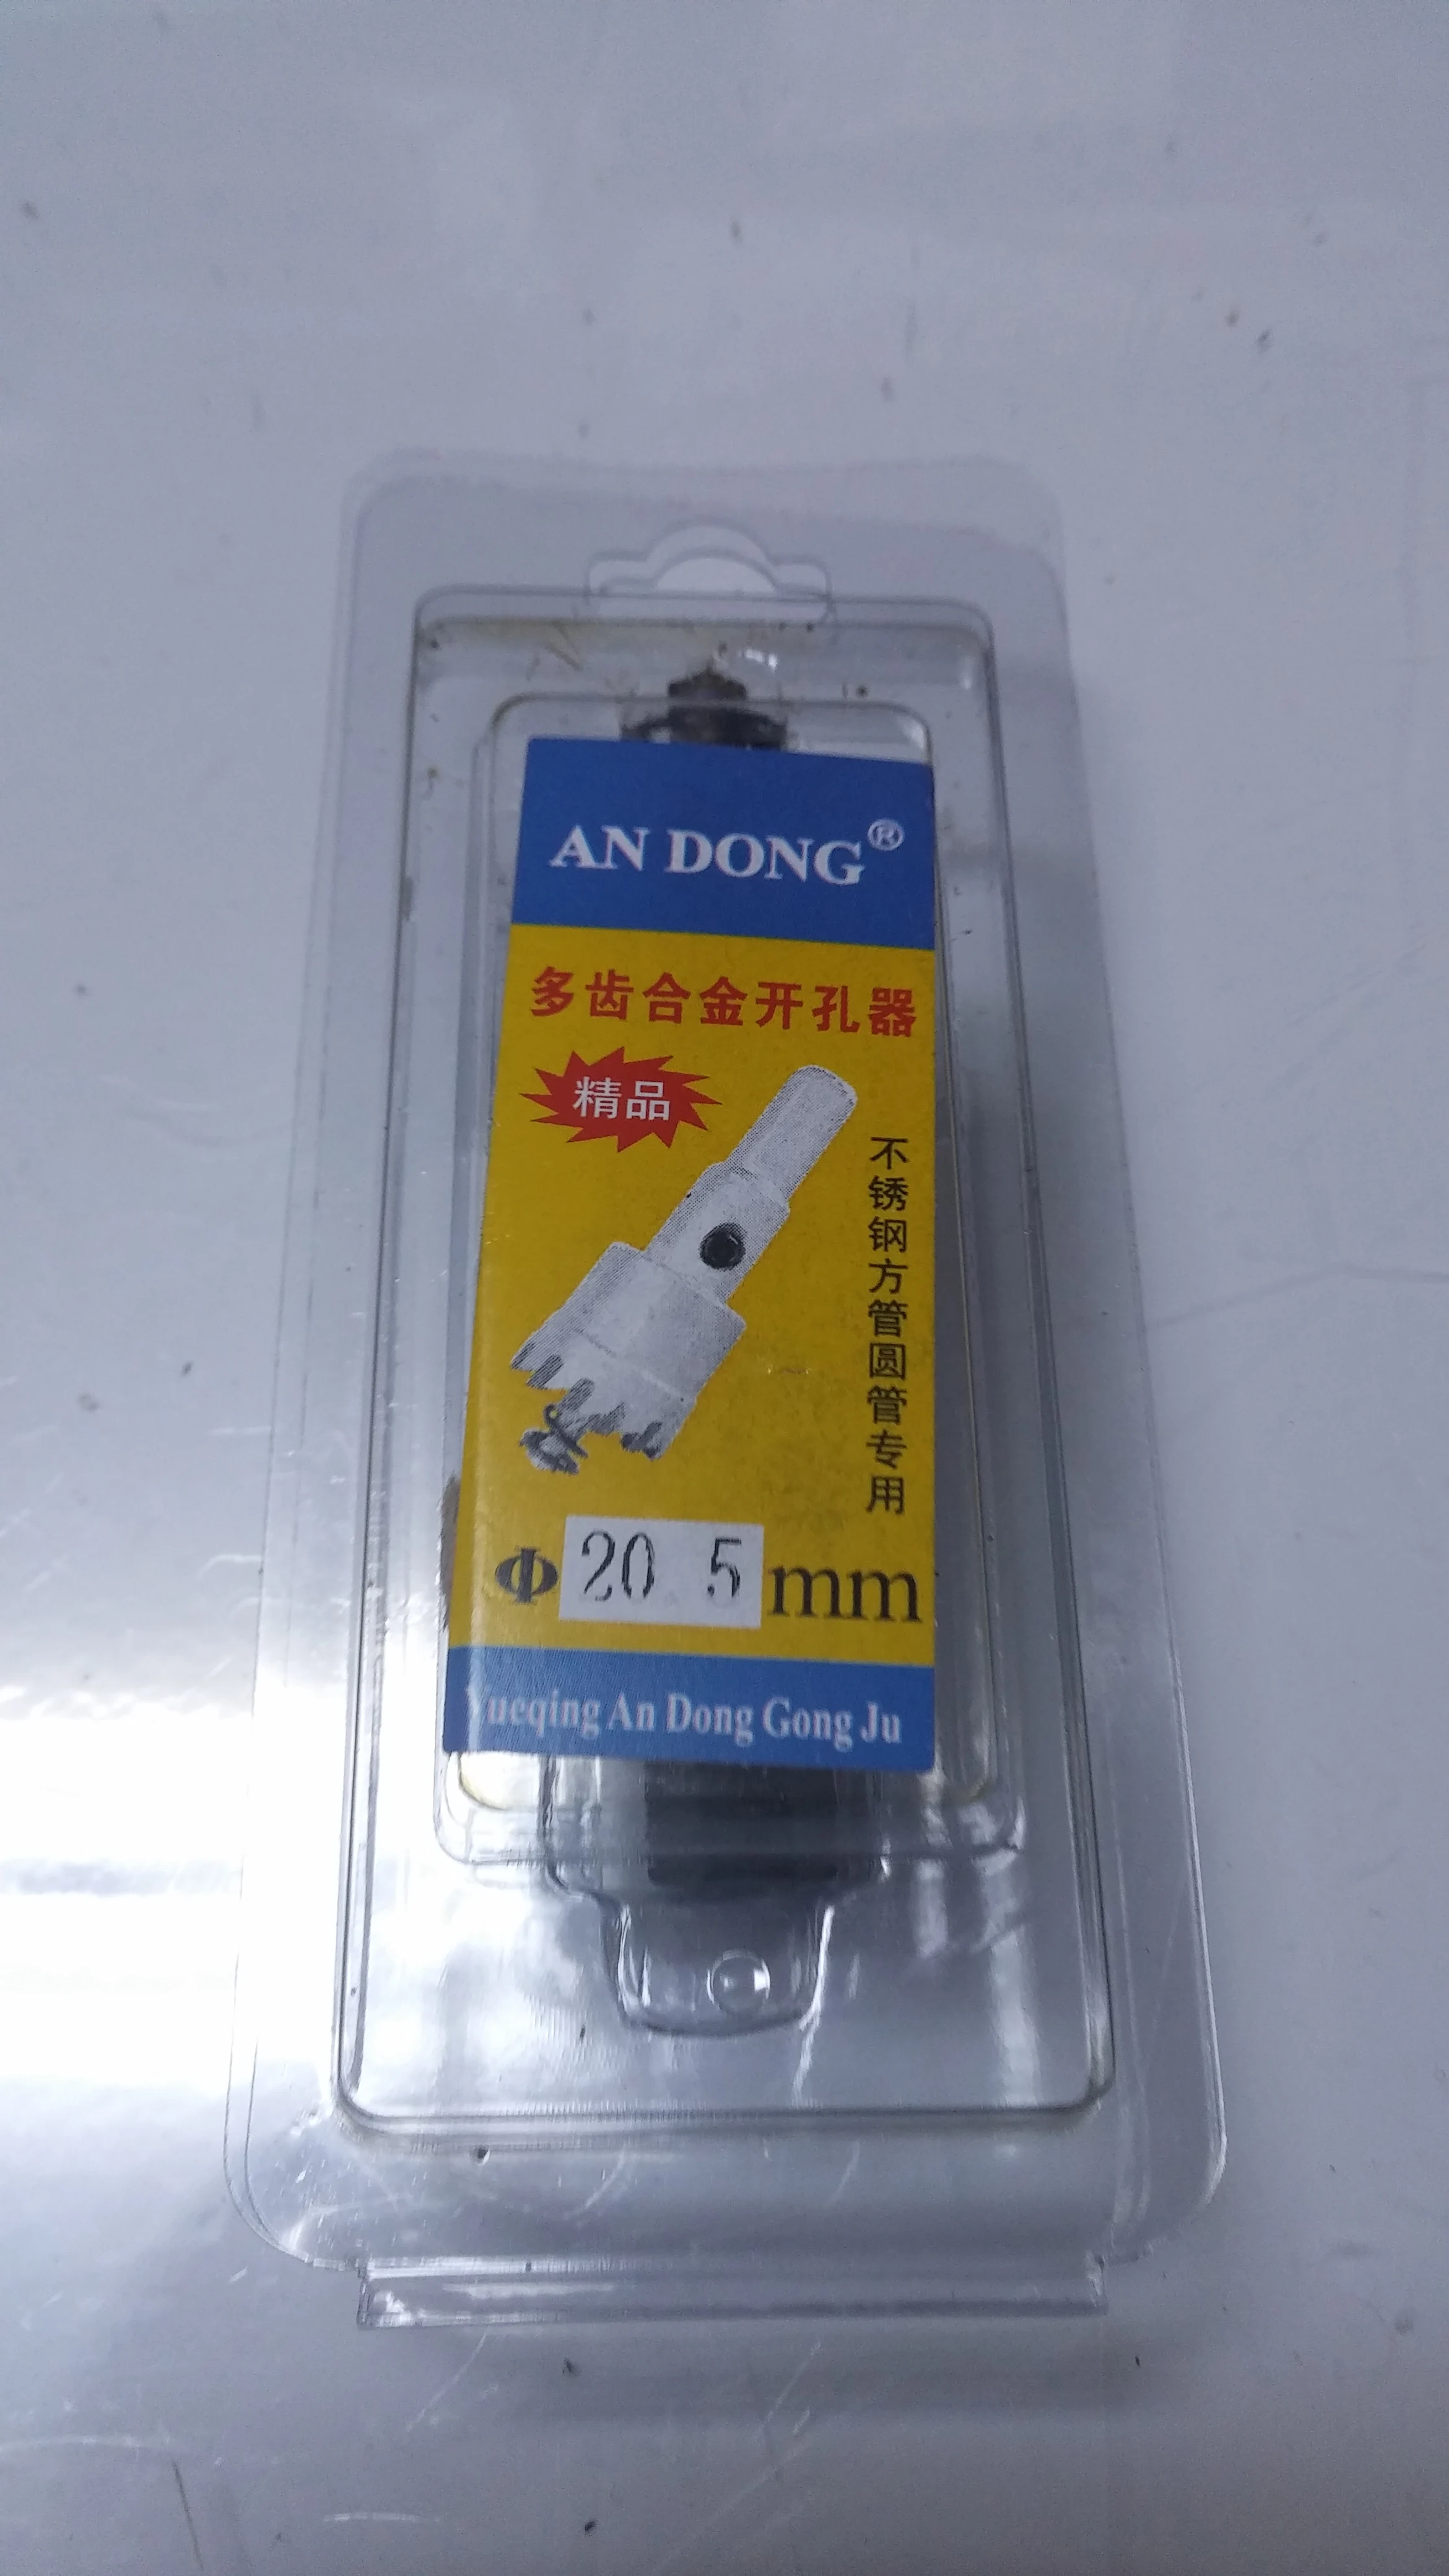 AN DONG®
多齿合金开孔器
精品
不锈钢方管圆管专用
Φ20.5mm
Yueqing An Dong Gong Ju